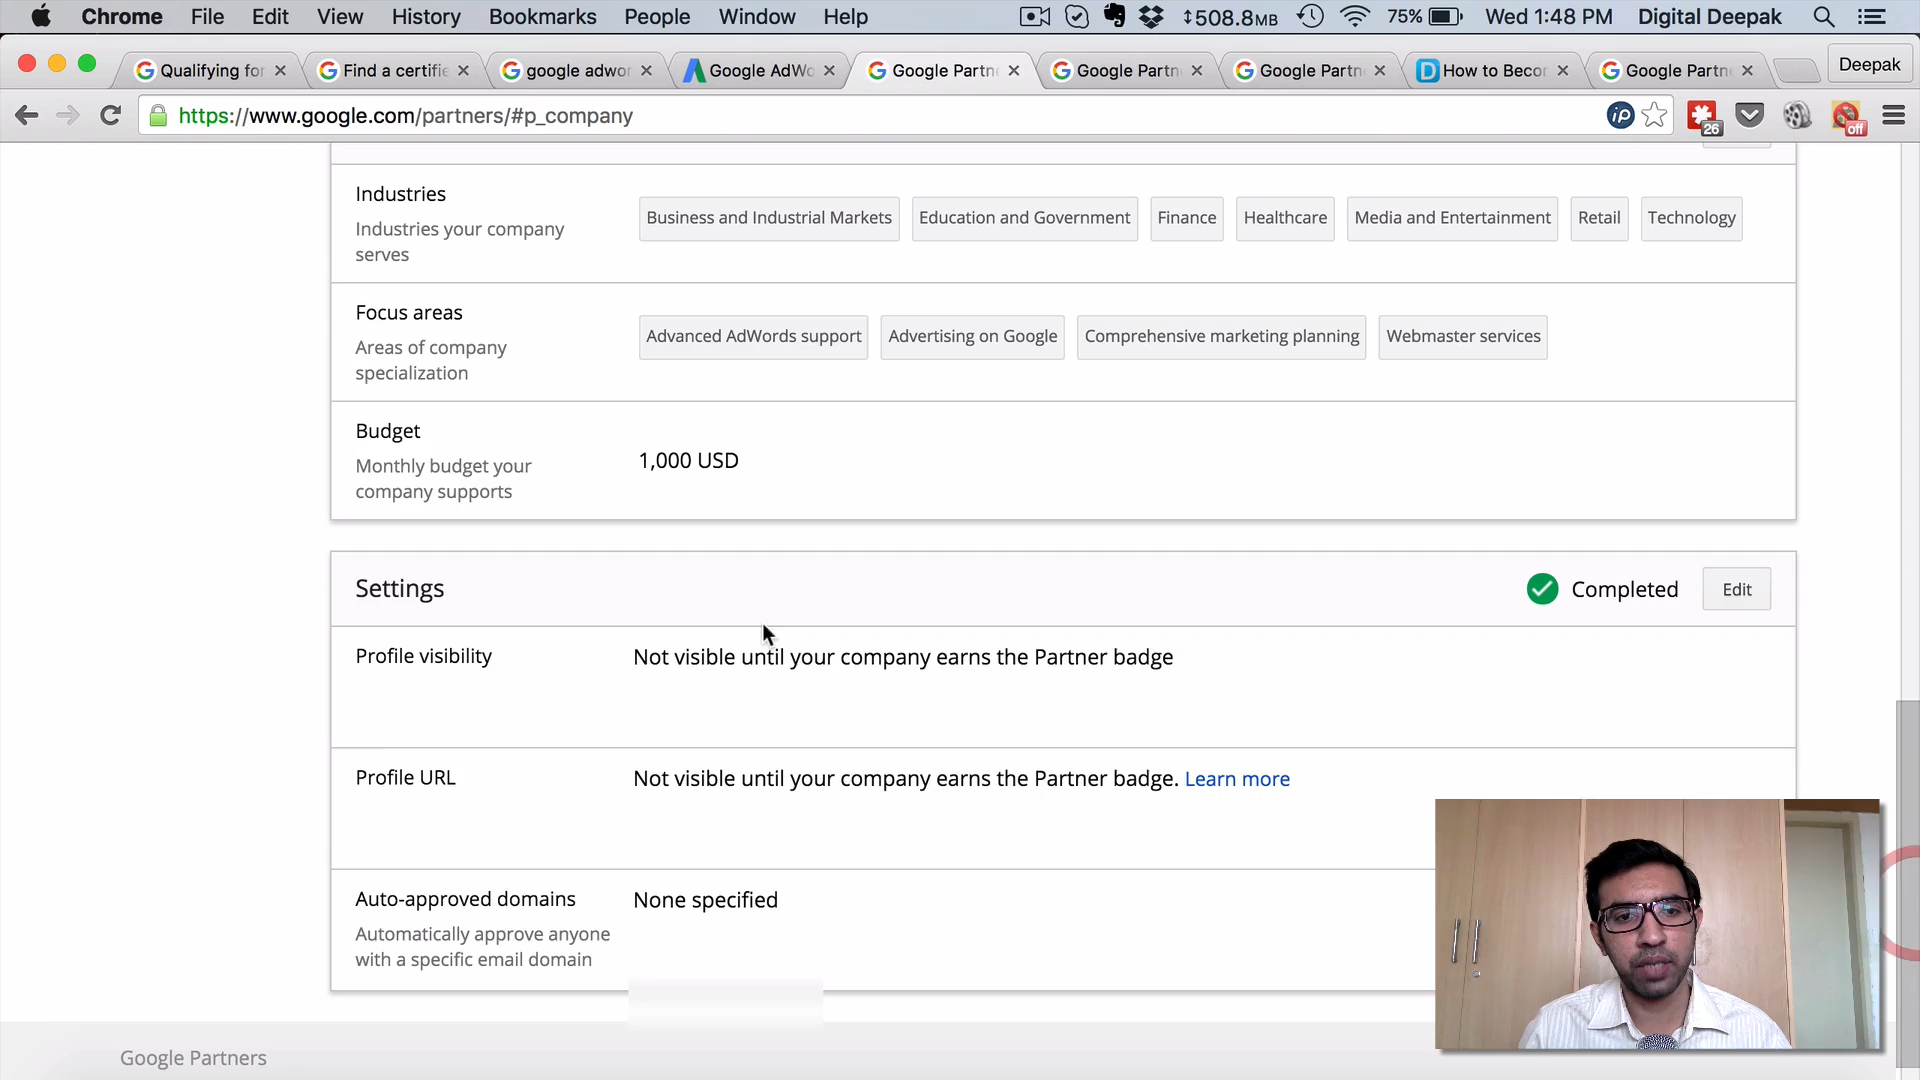 Chrome File Edit View History Bookmarks People Window Help 508.8MB 75% Wed 1:48 PM Digital Deepak
Qualifying for Find a certifie google adwor Google AdWo Google Partn Google Partn Google Partn How to Becor Google Partn Deepak
https://www.google.com/partners/#p_company iP 26 off
Industries
Industries your company
serves
Business and Industrial Markets Education and Government Finance Healthcare Media and Entertainment Retail Technology
Focus areas
Areas of company
specialization
Advanced AdWords support Advertising on Google Comprehensive marketing planning Webmaster services
Budget
Monthly budget your
company supports
1,000 USD
Settings Completed Edit
Profile visibility Not visible until your company earns the Partner badge
Profile URL Not visible until your company earns the Partner badge. Learn more
Auto-approved domains None specified
Automatically approve anyone
with a specific email domain
Google Partners